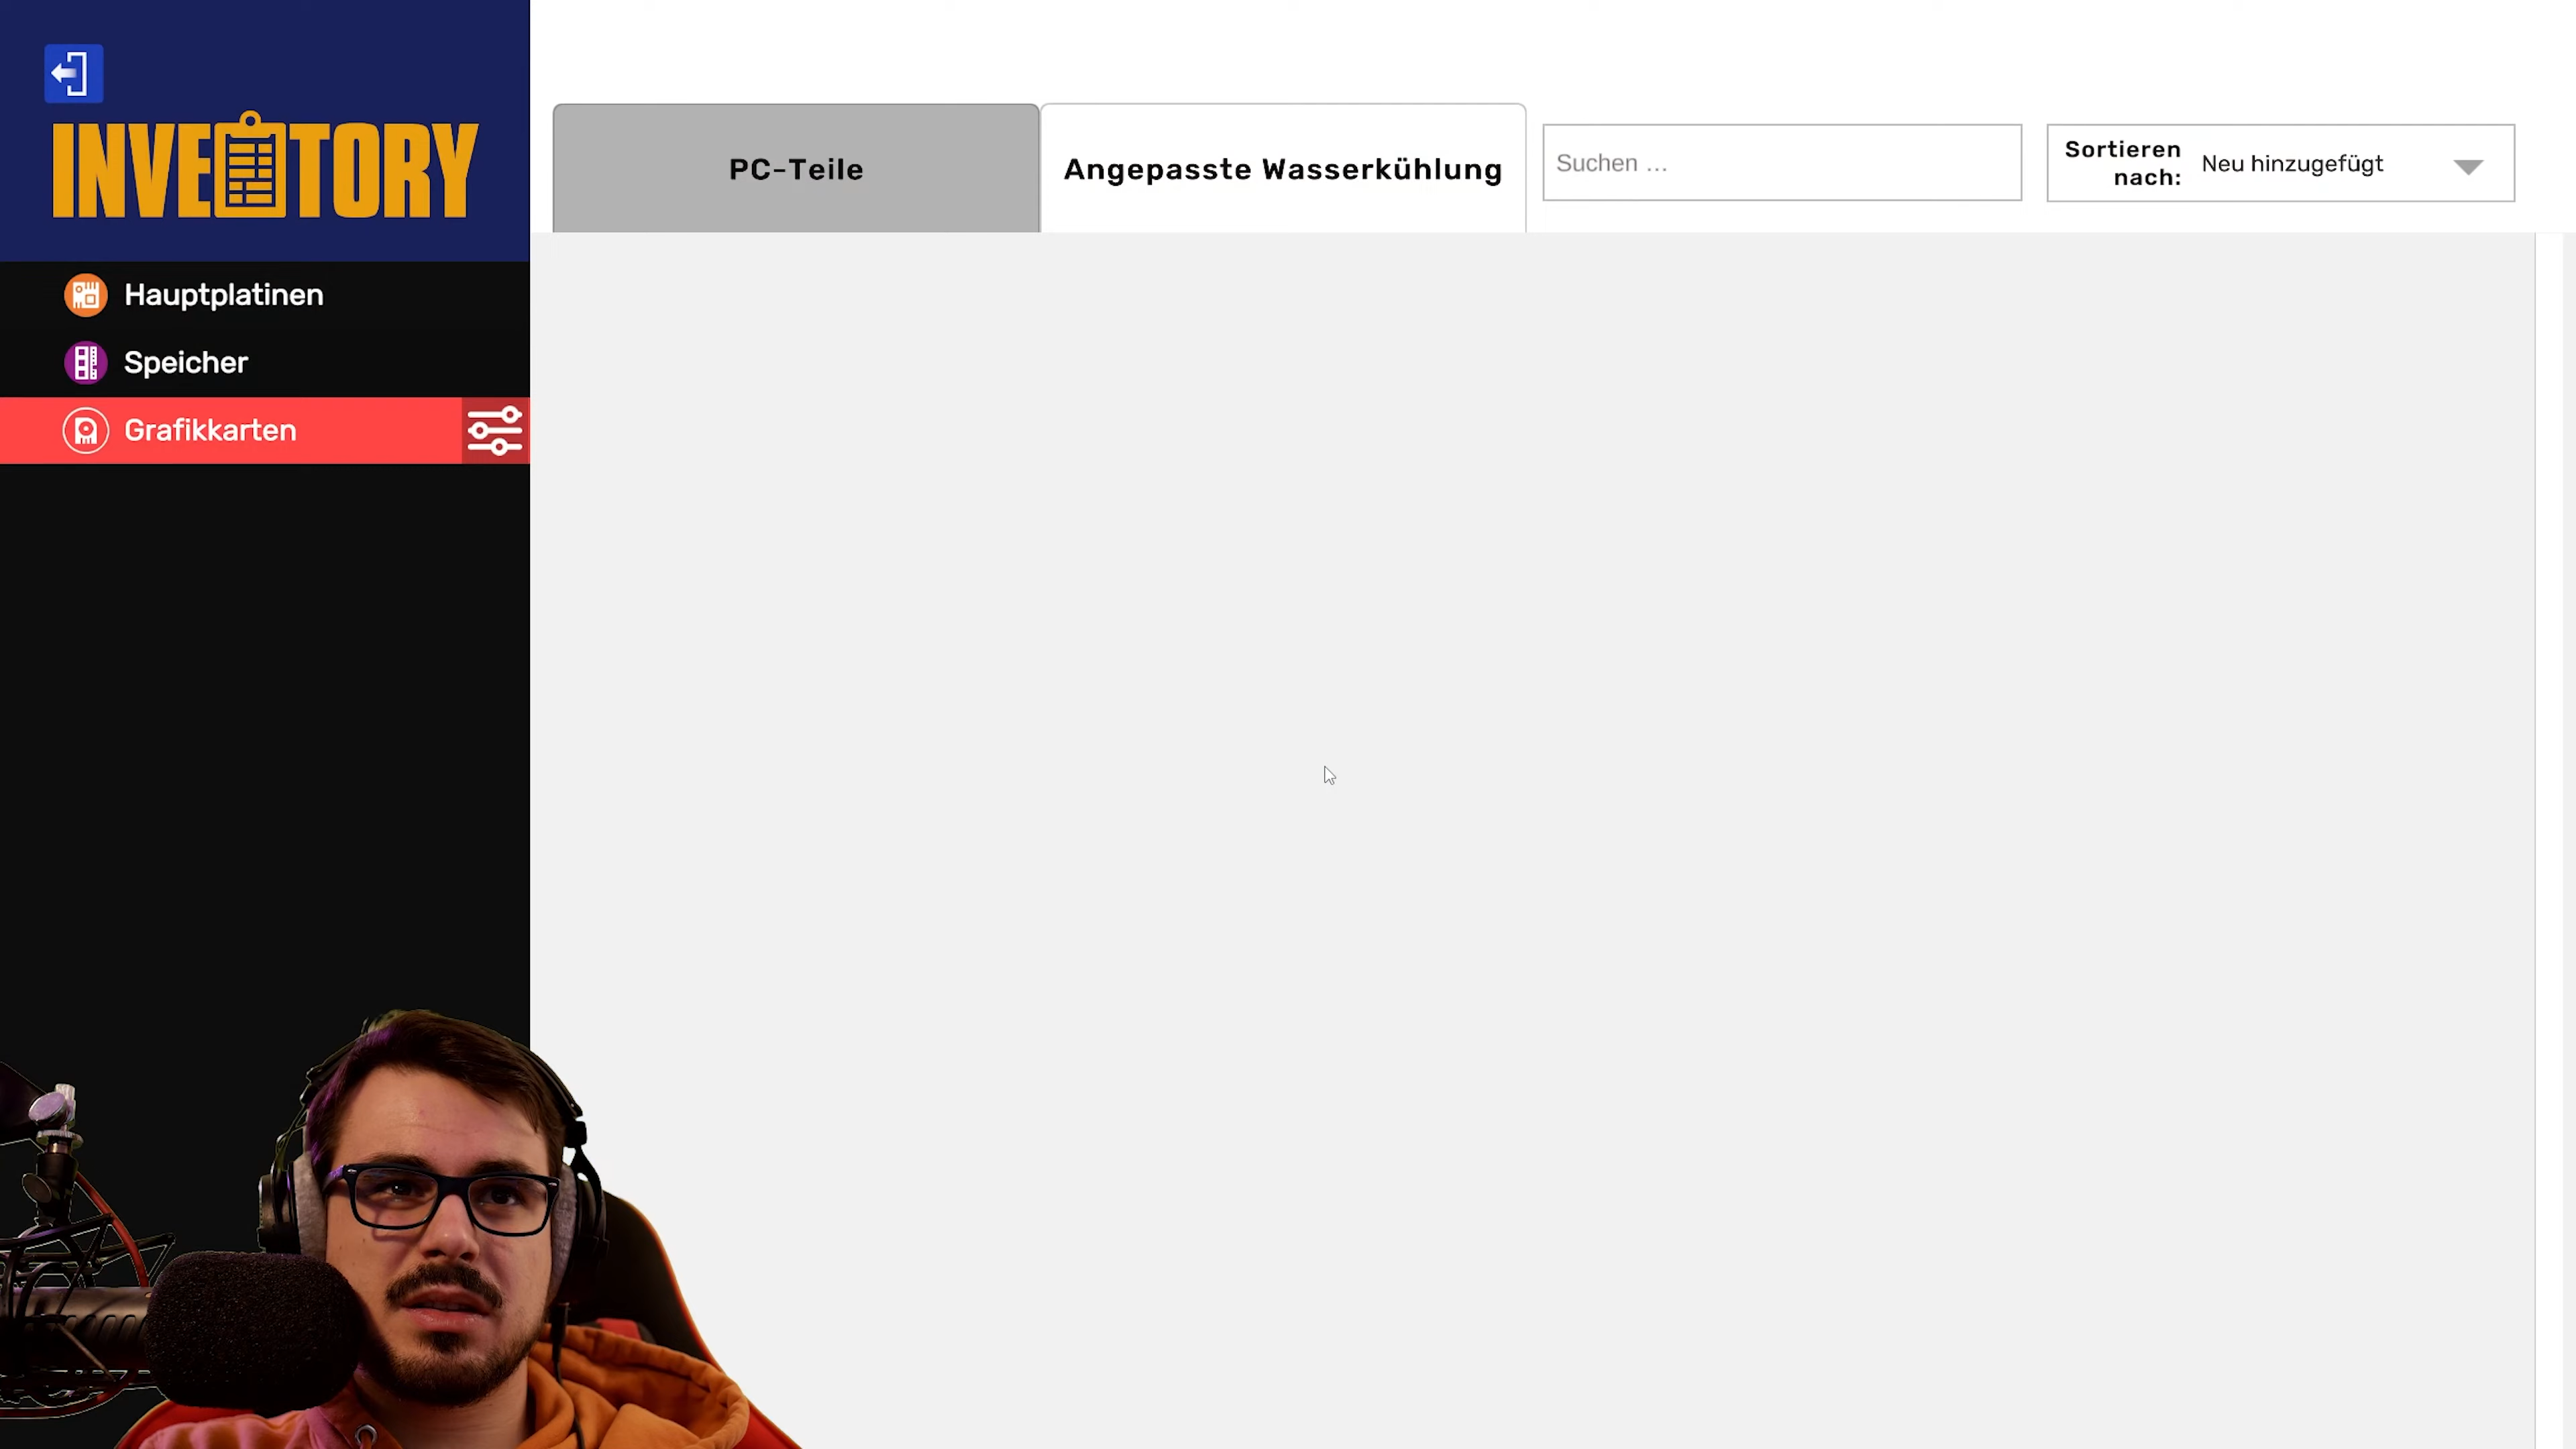 INVENTORY
PC-Teile
Angepasste Wasserkühlung
Suchen ...
Sortieren
nach:
Neu hinzugefügt
Hauptplatinen
Speicher
Grafikkarten